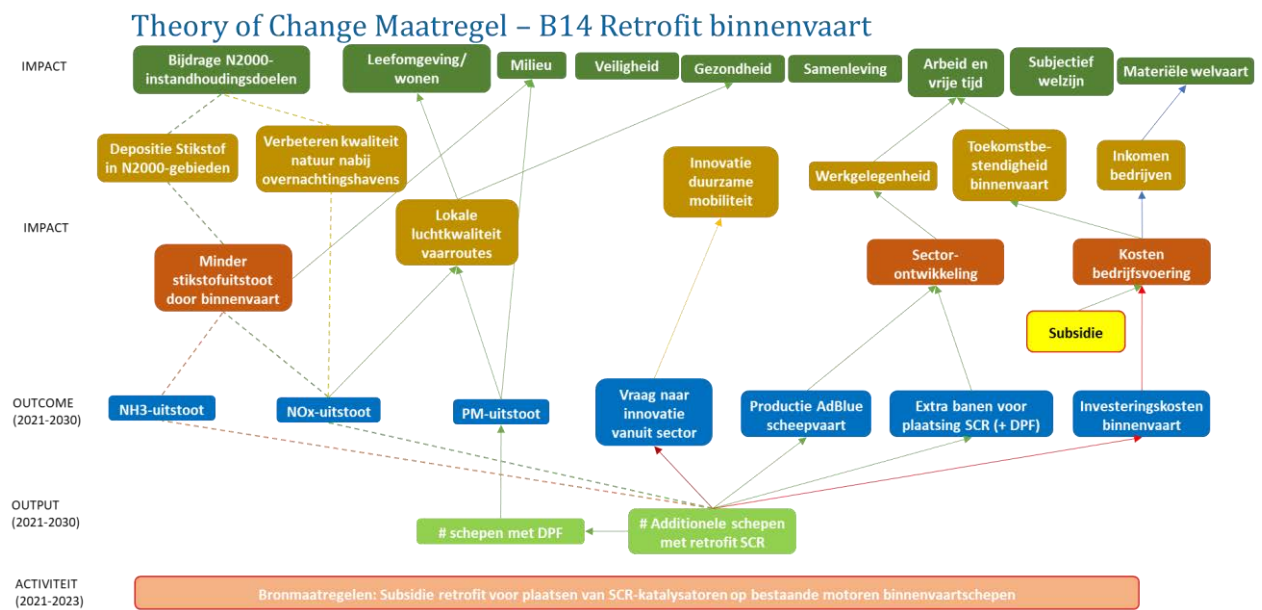 Theory of Change Maatregel – B14 Retrofit binnenvaart
IMPACT
Bijdrage N2000-
instandhoudingsdoelen
Leefomgeving/
wonen
Milieu
Veiligheid
Gezondheid
Samenleving
Arbeid en
vrije tijd
Subjectief
welzijn
Materiële welvaart
Depositie Stikstof
in N2000-gebieden
Verbeteren kwaliteit
natuur nabij
overnachtingshavens
Innovatie
duurzame
mobiliteit
Werkgelegenheid
Toekomstbe-
stendigheid
binnenvaart
Inkomen
bedrijven
IMPACT
Lokale
luchtkwaliteit
vaarroutes
Minder
stikstofuitstoot
door binnenvaart
Sector-
ontwikkeling
Kosten
bedrijfsvoering
Subsidie
OUTCOME
(2021-2030)
NH3-uitstoot
NOx-uitstoot
PM-uitstoot
Vraag naar
innovatie
vanuit sector
Productie AdBlue
scheepvaart
Extra banen voor
plaatsing SCR (+ DPF)
Investeringskosten
binnenvaart
OUTPUT
(2021-2030)
# schepen met DPF
# Additionele schepen
met retrofit SCR
ACTIVITEIT
(2021-2023)
Bronmaatregelen: Subsidie retrofit voor plaatsen van SCR-katalysatoren op bestaande motoren binnenvaartschepen